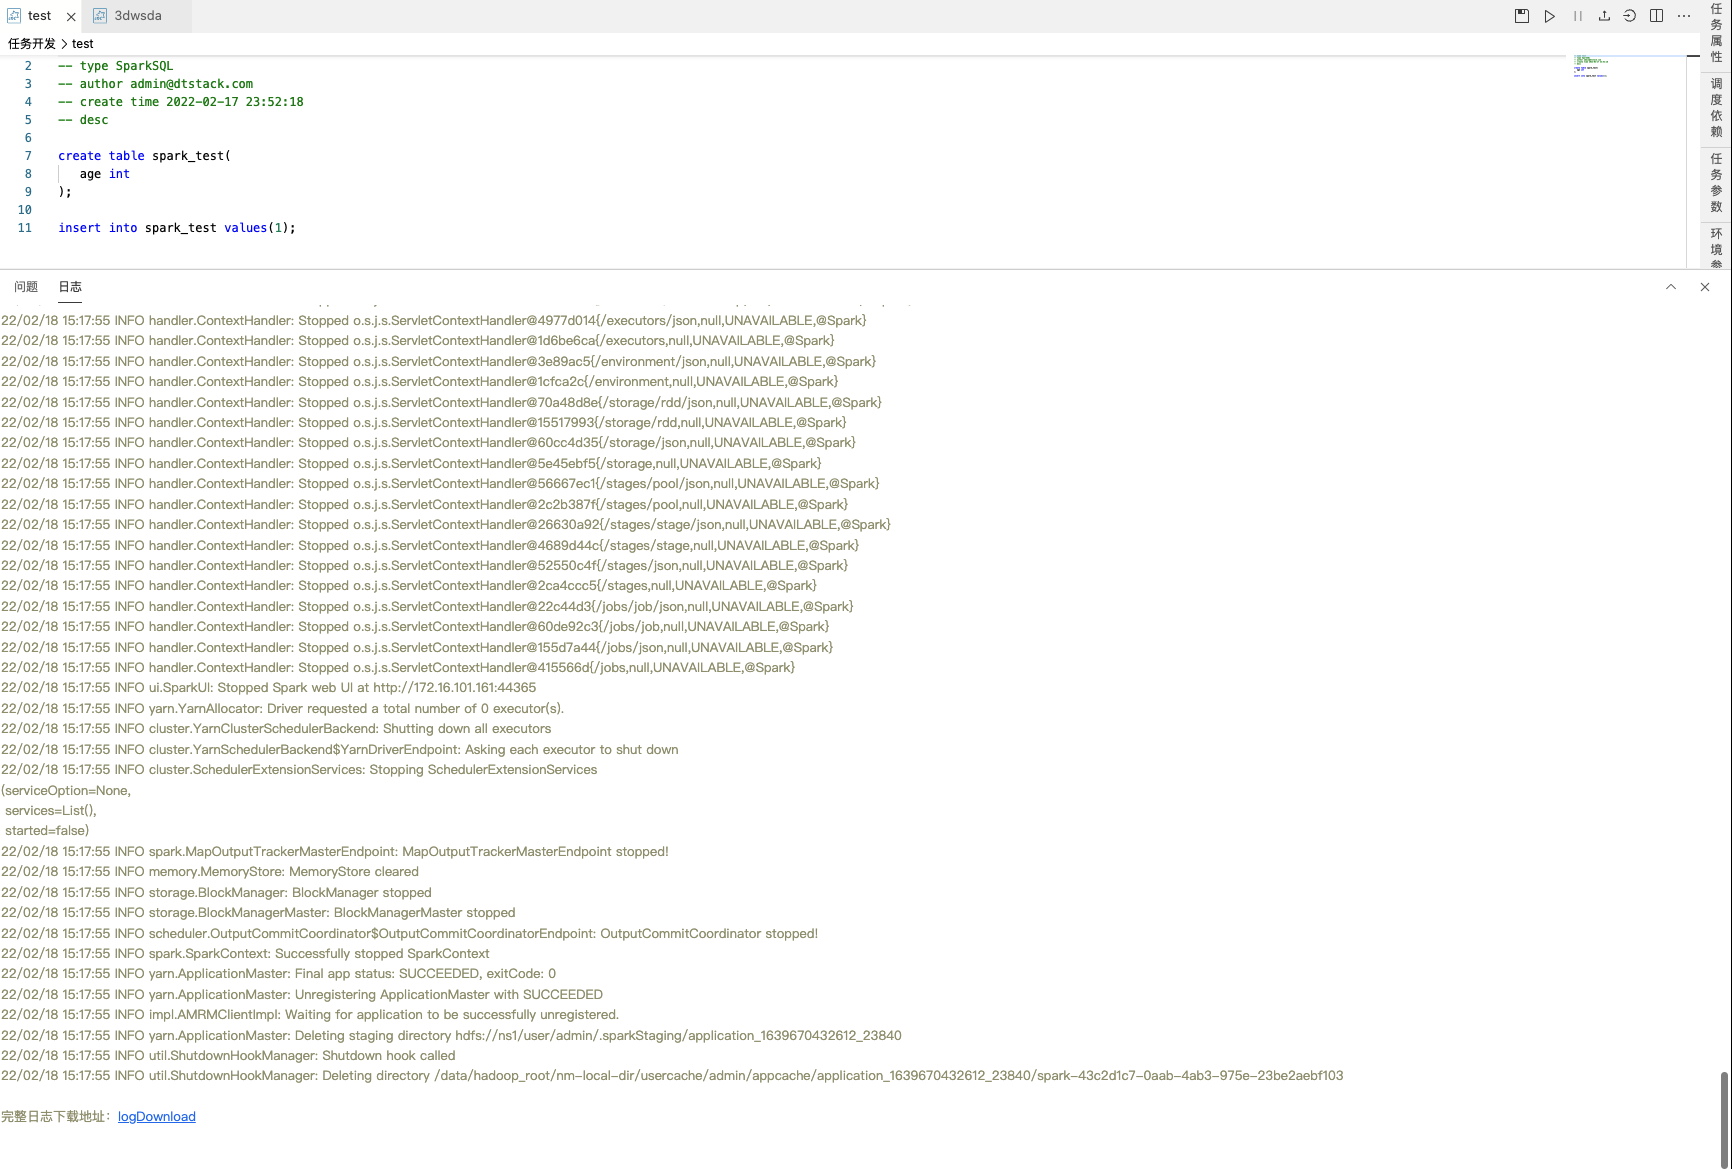 test
3dwsda
任务开发 > test
2 -- type SparkSQL
3 -- author admin@dtstack.com
4 -- create time 2022-02-17 23:52:18
5 -- desc
6
7 create table spark_test(
8 age int
9 );
10
11 insert into spark_test values(1);
任务属性
调度依赖
任务参数
环境参
问题 日志
22/02/18 15:17:55 INFO handler.ContextHandler: Stopped o.s.j.s.ServletContextHandler@4977d014{/executors/json,null,UNAVAILABLE,@Spark}
22/02/18 15:17:55 INFO handler.ContextHandler: Stopped o.s.j.s.ServletContextHandler@1d6be6ca{/executors,null,UNAVAILABLE,@Spark}
22/02/18 15:17:55 INFO handler.ContextHandler: Stopped o.s.j.s.ServletContextHandler@3e89ac5{/environment/json,null,UNAVAILABLE,@Spark}
22/02/18 15:17:55 INFO handler.ContextHandler: Stopped o.s.j.s.ServletContextHandler@1cfca2c{/environment,null,UNAVAILABLE,@Spark}
22/02/18 15:17:55 INFO handler.ContextHandler: Stopped o.s.j.s.ServletContextHandler@70a48d8e{/storage/rdd/json,null,UNAVAILABLE,@Spark}
22/02/18 15:17:55 INFO handler.ContextHandler: Stopped o.s.j.s.ServletContextHandler@15517993{/storage/rdd,null,UNAVAILABLE,@Spark}
22/02/18 15:17:55 INFO handler.ContextHandler: Stopped o.s.j.s.ServletContextHandler@60cc4d35{/storage/json,null,UNAVAILABLE,@Spark}
22/02/18 15:17:55 INFO handler.ContextHandler: Stopped o.s.j.s.ServletContextHandler@5e45ebf5{/storage,null,UNAVAILABLE,@Spark}
22/02/18 15:17:55 INFO handler.ContextHandler: Stopped o.s.j.s.ServletContextHandler@56667ec1{/stages/pool/json,null,UNAVAILABLE,@Spark}
22/02/18 15:17:55 INFO handler.ContextHandler: Stopped o.s.j.s.ServletContextHandler@2c2b387f{/stages/pool,null,UNAVAILABLE,@Spark}
22/02/18 15:17:55 INFO handler.ContextHandler: Stopped o.s.j.s.ServletContextHandler@26630a92{/stages/stage/json,null,UNAVAILABLE,@Spark}
22/02/18 15:17:55 INFO handler.ContextHandler: Stopped o.s.j.s.ServletContextHandler@4689d44c{/stages/stage,null,UNAVAILABLE,@Spark}
22/02/18 15:17:55 INFO handler.ContextHandler: Stopped o.s.j.s.ServletContextHandler@52550c4f{/stages/json,null,UNAVAILABLE,@Spark}
22/02/18 15:17:55 INFO handler.ContextHandler: Stopped o.s.j.s.ServletContextHandler@2ca4ccc5{/stages,null,UNAVAILABLE,@Spark}
22/02/18 15:17:55 INFO handler.ContextHandler: Stopped o.s.j.s.ServletContextHandler@22c44d3{/jobs/job/json,null,UNAVAILABLE,@Spark}
22/02/18 15:17:55 INFO handler.ContextHandler: Stopped o.s.j.s.ServletContextHandler@60de92c3{/jobs/job,null,UNAVAILABLE,@Spark}
22/02/18 15:17:55 INFO handler.ContextHandler: Stopped o.s.j.s.ServletContextHandler@155d7a44{/jobs/json,null,UNAVAILABLE,@Spark}
22/02/18 15:17:55 INFO handler.ContextHandler: Stopped o.s.j.s.ServletContextHandler@415566d{/jobs,null,UNAVAILABLE,@Spark}
22/02/18 15:17:55 INFO ui.SparkUI: Stopped Spark web UI at http://172.16.101.161:44365
22/02/18 15:17:55 INFO yarn.YarnAllocator: Driver requested a total number of 0 executor(s).
22/02/18 15:17:55 INFO cluster.YarnClusterSchedulerBackend: Shutting down all executors
22/02/18 15:17:55 INFO cluster.YarnSchedulerBackend$YarnDriverEndpoint: Asking each executor to shut down
22/02/18 15:17:55 INFO cluster.SchedulerExtensionServices: Stopping SchedulerExtensionServices
(serviceOption=None,
services=List(),
started=false)
22/02/18 15:17:55 INFO spark.MapOutputTrackerMasterEndpoint: MapOutputTrackerMasterEndpoint stopped!
22/02/18 15:17:55 INFO memory.MemoryStore: MemoryStore cleared
22/02/18 15:17:55 INFO storage.BlockManager: BlockManager stopped
22/02/18 15:17:55 INFO storage.BlockManagerMaster: BlockManagerMaster stopped
22/02/18 15:17:55 INFO scheduler.OutputCommitCoordinator$OutputCommitCoordinatorEndpoint: OutputCommitCoordinator stopped!
22/02/18 15:17:55 INFO spark.SparkContext: Successfully stopped SparkContext
22/02/18 15:17:55 INFO yarn.ApplicationMaster: Final app status: SUCCEEDED, exitCode: 0
22/02/18 15:17:55 INFO yarn.ApplicationMaster: Unregistering ApplicationMaster with SUCCEEDED
22/02/18 15:17:55 INFO impl.AMRMClientImpl: Waiting for application to be successfully unregistered.
22/02/18 15:17:55 INFO yarn.ApplicationMaster: Deleting staging directory hdfs://ns1/user/admin/.sparkStaging/application_1639670432612_23840
22/02/18 15:17:55 INFO util.ShutdownHookManager: Shutdown hook called
22/02/18 15:17:55 INFO util.ShutdownHookManager: Deleting directory /data/hadoop_root/nm-local-dir/usercache/admin/appcache/application_1639670432612_23840/spark-43c2d1c7-0aab-4ab3-975e-23be2aebf103
完整日志下载地址：logDownload